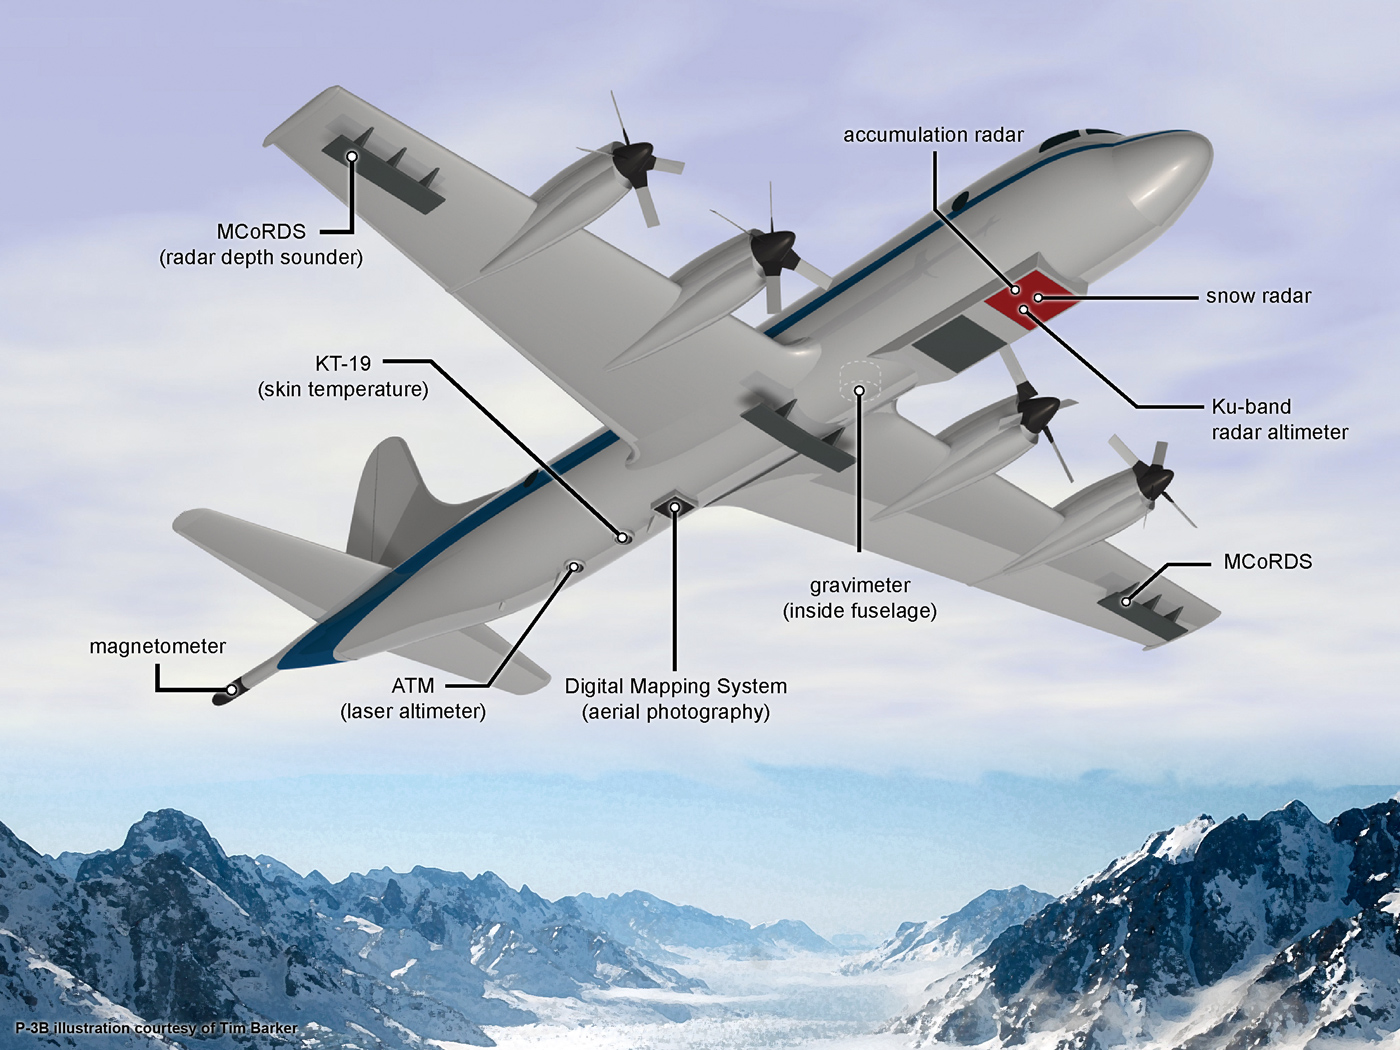 accumulation radar
MCoRDS
(radar depth sounder)
snow radar
KT-19
(skin temperature)
Ku-band
radar altimeter
MCoRDS
gravimeter
(inside fuselage)
magnetometer
ATM
(laser altimeter)
Digital Mapping System
(aerial photography)
P-3B illustration courtesy of Tim Barker